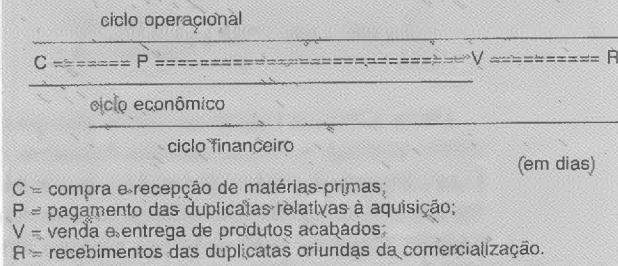 ciclo operacional
C ======= P ============================ V ========== R
ciclo econômico
ciclo financeiro
(em dias)
C = compra e recepção de matérias-primas;
P = pagamento das duplicatas relativas à aquisição;
V = venda e entrega de produtos acabados;
R = recebimentos das duplicatas oriundas da comercialização.